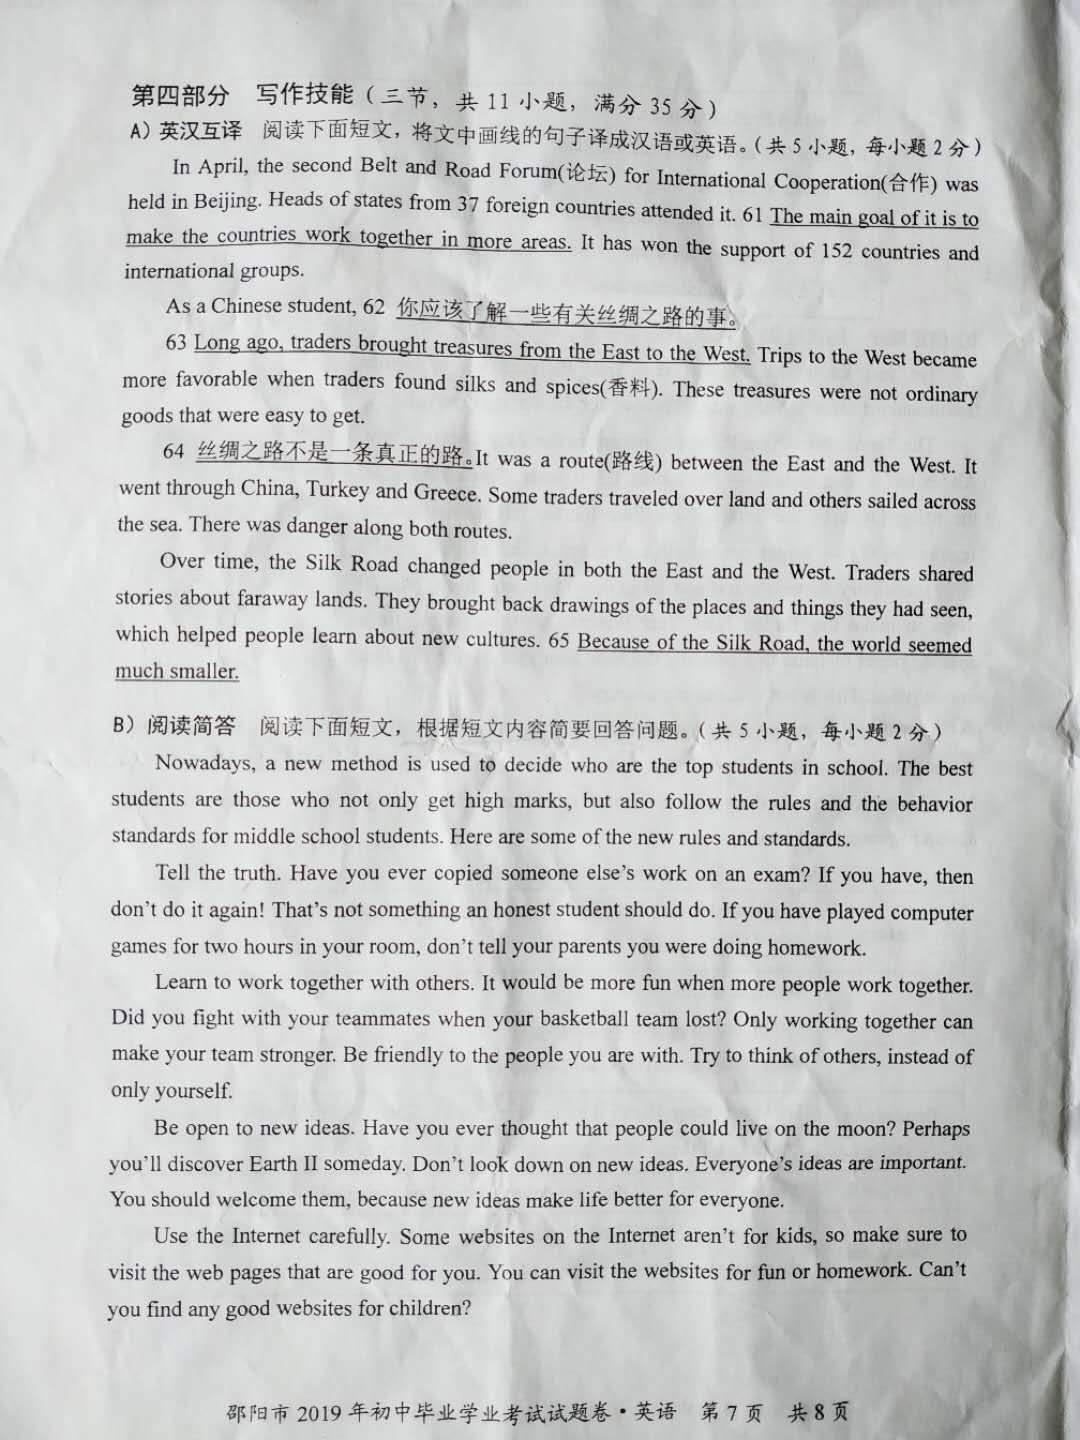 第四部分 写作技能（三节，共 11 小题，满分 35 分）
A）英汉互译 阅读下面短文，将文中画线的句子译成汉语或英语。（共 5 小题，每小题 2 分）
In April, the second Belt and Road Forum(论坛) for International Cooperation(合作) was
held in Beijing. Heads of states from 37 foreign countries attended it. 61 The main goal of it is to
make the countries work together in more areas. It has won the support of 152 countries and
international groups.
As a Chinese student, 62 你应该了解一些有关丝绸之路的事。
63 Long ago, traders brought treasures from the East to the West. Trips to the West became
more favorable when traders found silks and spices(香料). These treasures were not ordinary
goods that were easy to get.
64 丝绸之路不是一条真正的路。It was a route(路线) between the East and the West. It
went through China, Turkey and Greece. Some traders traveled over land and others sailed across
the sea. There was danger along both routes.
Over time, the Silk Road changed people in both the East and the West. Traders shared
stories about faraway lands. They brought back drawings of the places and things they had seen,
which helped people learn about new cultures. 65 Because of the Silk Road, the world seemed
much smaller.
B）阅读简答 阅读下面短文，根据短文内容简要回答问题。（共 5 小题，每小题 2 分）
Nowadays, a new method is used to decide who are the top students in school. The best
students are those who not only get high marks, but also follow the rules and the behavior
standards for middle school students. Here are some of the new rules and standards.
Tell the truth. Have you ever copied someone else's work on an exam? If you have, then
don't do it again! That's not something an honest student should do. If you have played computer
games for two hours in your room, don't tell your parents you were doing homework.
Learn to work together with others. It would be more fun when more people work together.
Did you fight with your teammates when your basketball team lost? Only working together can
make your team stronger. Be friendly to the people you are with. Try to think of others, instead of
only yourself.
Be open to new ideas. Have you ever thought that people could live on the moon? Perhaps
you'll discover Earth II someday. Don't look down on new ideas. Everyone's ideas are important.
You should welcome them, because new ideas make life better for everyone.
Use the Internet carefully. Some websites on the Internet aren't for kids, so make sure to
visit the web pages that are good for you. You can visit the websites for fun or homework. Can't
you find any good websites for children?
邵阳市 2019 年初中毕业学业考试试题卷·英语 第 7 页 共 8 页